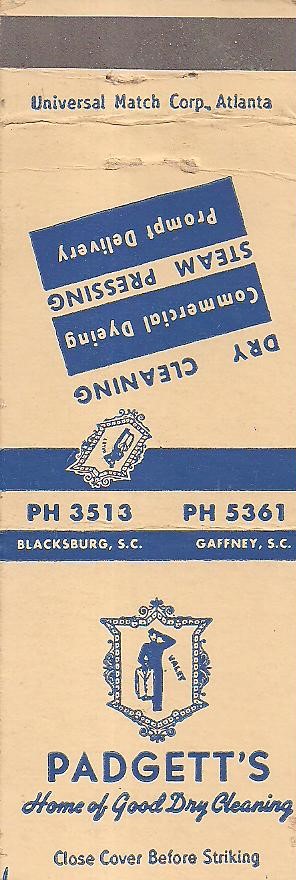 Universal Match Corp., Atlanta
DRY CLEANING
Commercial Dyeing
STEAM PRESSING
Prompt Delivery
VALET
PH 3513 PH 5361
BLACKSBURG, S.C. GAFFNEY, S.C.
VALET
PADGETT'S
Home of Good Dry Cleaning
Close Cover Before Striking